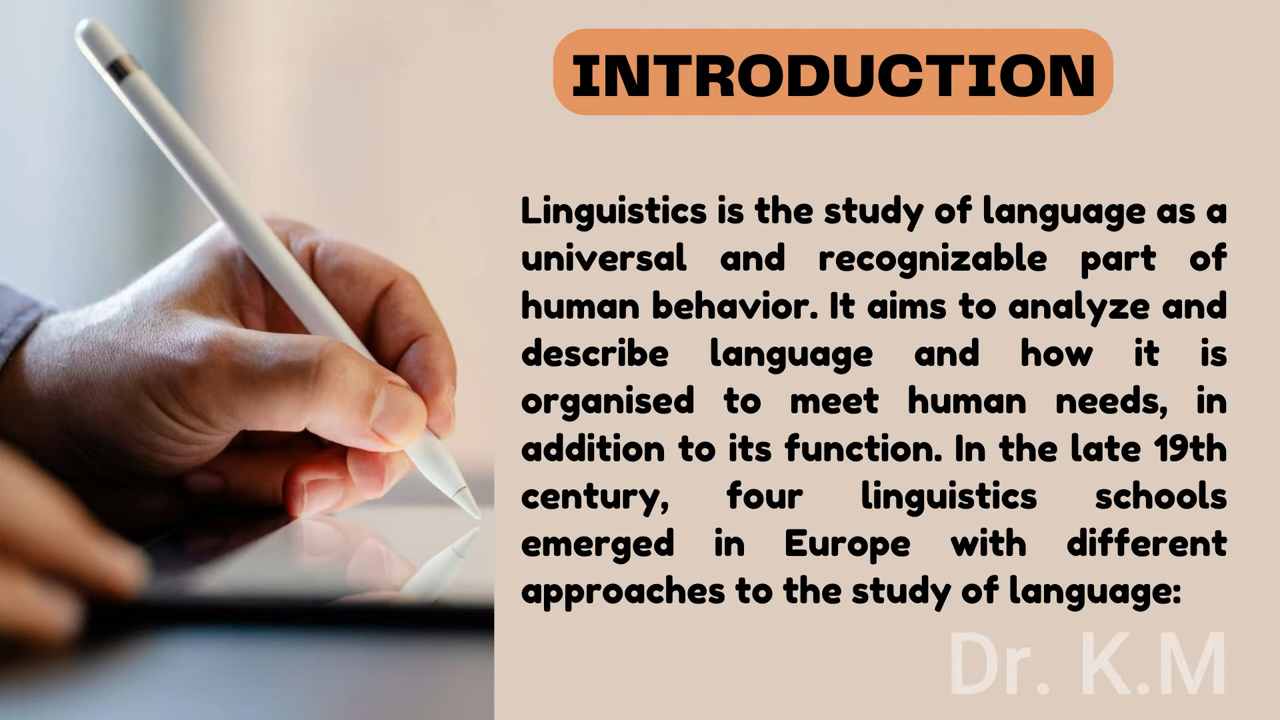 INTRODUCTION
Linguistics is the study of language as a
universal and recognizable part of
human behavior. It aims to analyze and
describe language and how it is
organised to meet human needs, in
addition to its function. In the late 19th
century, four linguistics schools
emerged in Europe with different
approaches to the study of language:
Dr. K.M